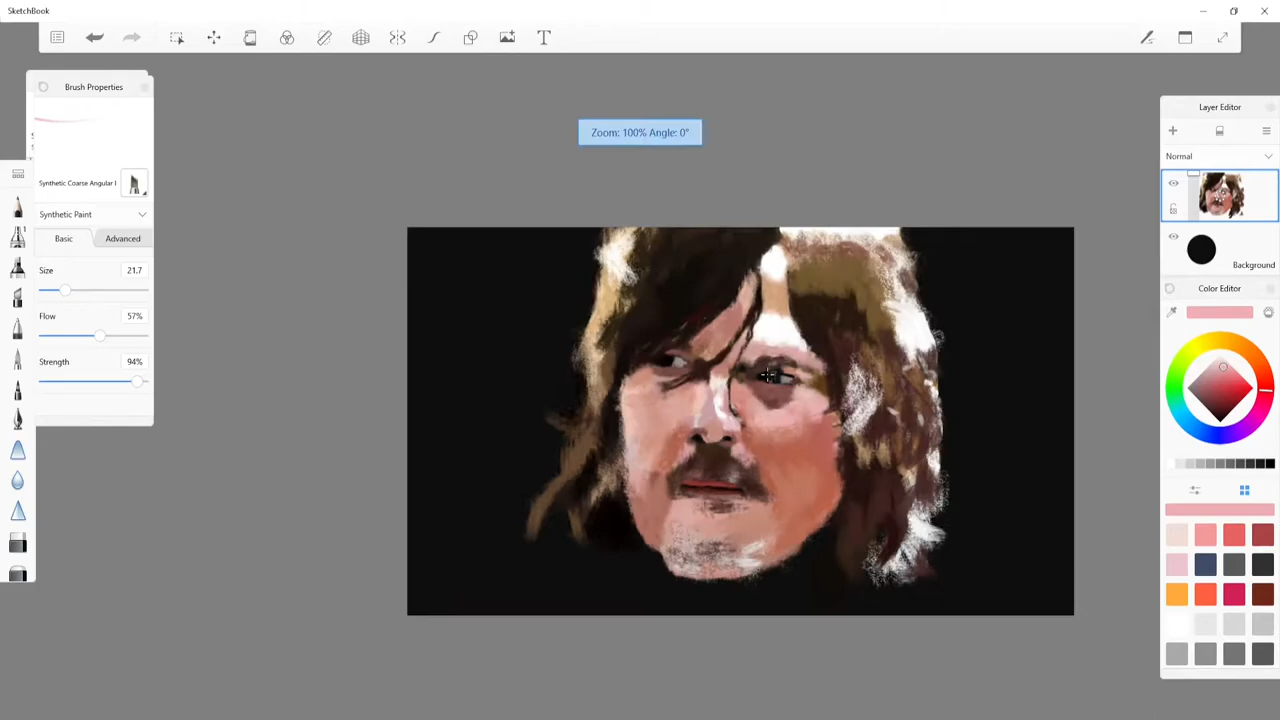 SketchBook
Brush Properties
Zoom: 100% Angle: 0°
Layer Editor
Normal
Synthetic Coarse Angular
Synthetic Paint
Basic Advanced
Size 21.7
Background
Color Editor
Flow 57%
Strength 94%